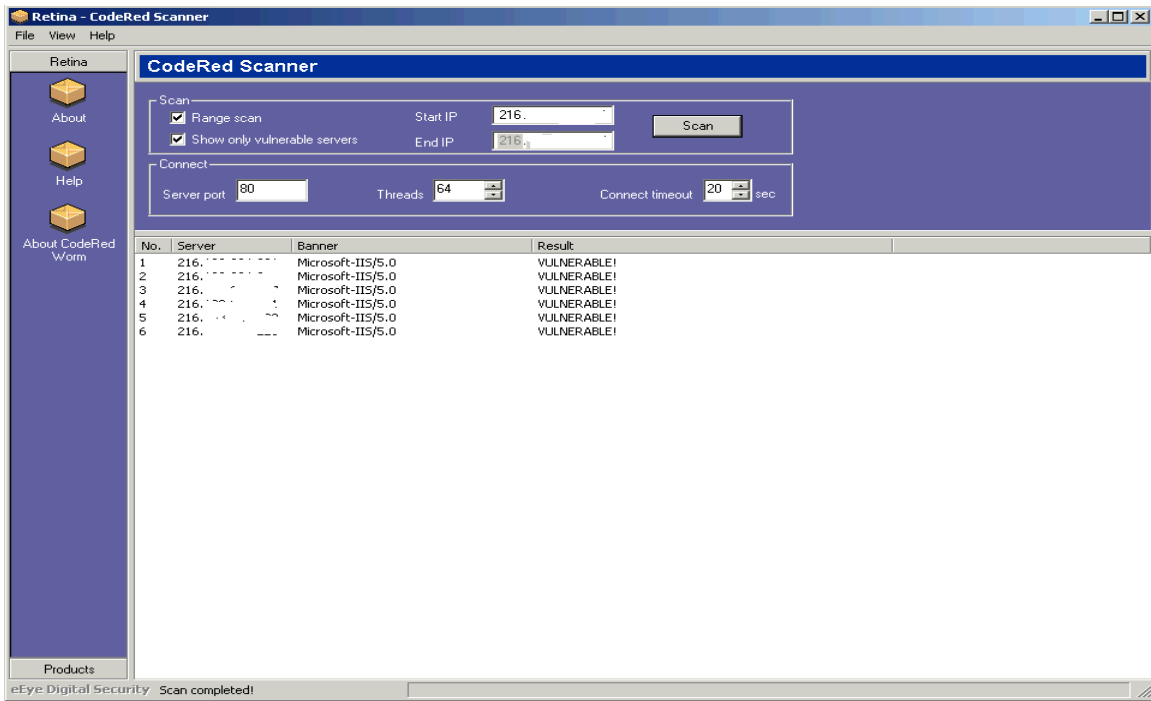 Retina - CodeRed Scanner
File View Help
Retina
About
Help
About CodeRed
Worm
Products
CodeRed Scanner
Scan
Range scan
Show only vulnerable servers
Start IP 216.
End IP 216.
Scan
Connect
Server port 80
Threads 64
Connect timeout 20 sec
No. Server Banner Result
1 216. Microsoft-IIS/5.0 VULNERABLE!
2 216. Microsoft-IIS/5.0 VULNERABLE!
3 216. Microsoft-IIS/5.0 VULNERABLE!
4 216. Microsoft-IIS/5.0 VULNERABLE!
5 216. Microsoft-IIS/5.0 VULNERABLE!
6 216. Microsoft-IIS/5.0 VULNERABLE!
eEye Digital Security Scan completed!